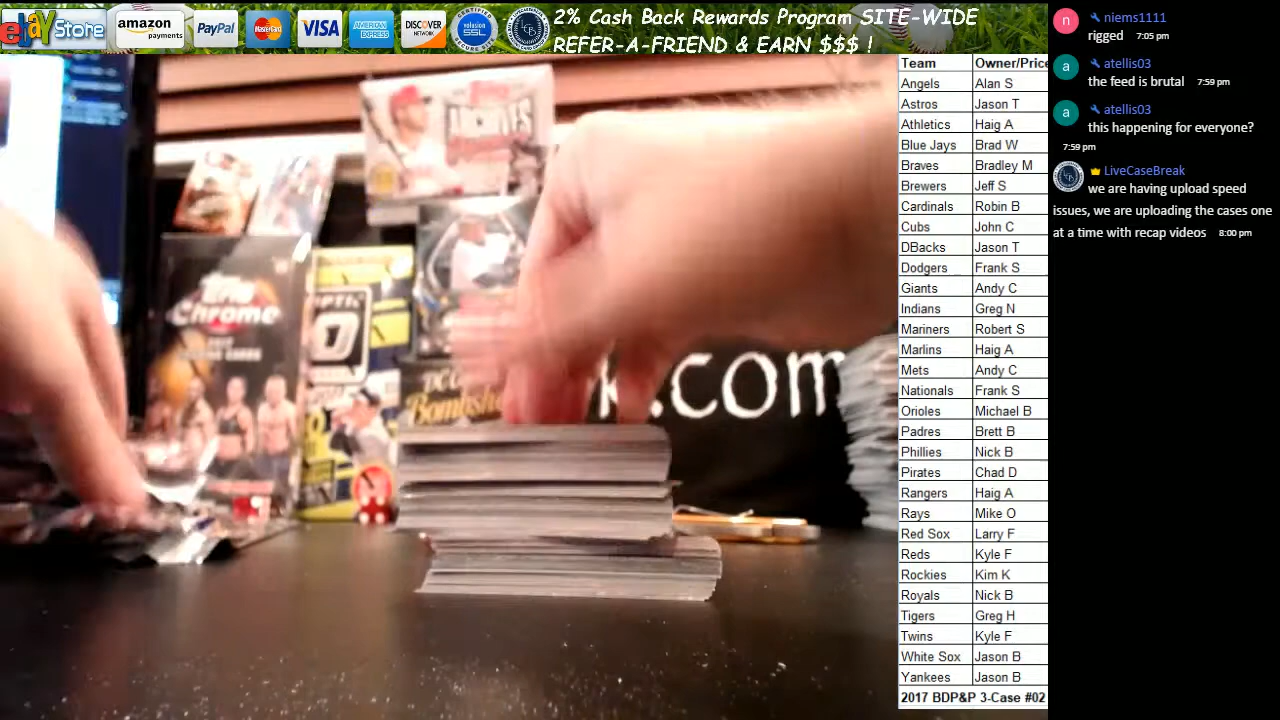 ebay Store
amazon
payments
PayPal
MasterCard
VISA
AMERICAN
EXPRESS
DISCOVER
NETWORK
CERTIFIED
volusion
SSL
2% Cash Back Rewards Program SITE-WIDE
REFER-A-FRIEND & EARN $$$ !
ARCHIVES
Topps
Chrome
OPTIC
Bombshells
k.com
Team Owner/Price
Angels Alan S
Astros Jason T
Athletics Haig A
Blue Jays Brad W
Braves Bradley M
Brewers Jeff S
Cardinals Robin B
Cubs John C
DBacks Jason T
Dodgers Frank S
Giants Andy C
Indians Greg N
Mariners Robert S
Marlins Haig A
Mets Andy C
Nationals Frank S
Orioles Michael B
Padres Brett B
Phillies Nick B
Pirates Chad D
Rangers Haig A
Rays Mike O
Red Sox Larry F
Reds Kyle F
Rockies Kim K
Royals Nick B
Tigers Greg H
Twins Kyle F
White Sox Jason B
Yankees Jason B
2017 BDP&P 3-Case #02
n niems1111
rigged 7:05 pm
a atellis03
the feed is brutal 7:59 pm
a atellis03
this happening for everyone?
7:59 pm
LiveCaseBreak
we are having upload speed
issues, we are uploading the cases one
at a time with recap videos 8:00 pm